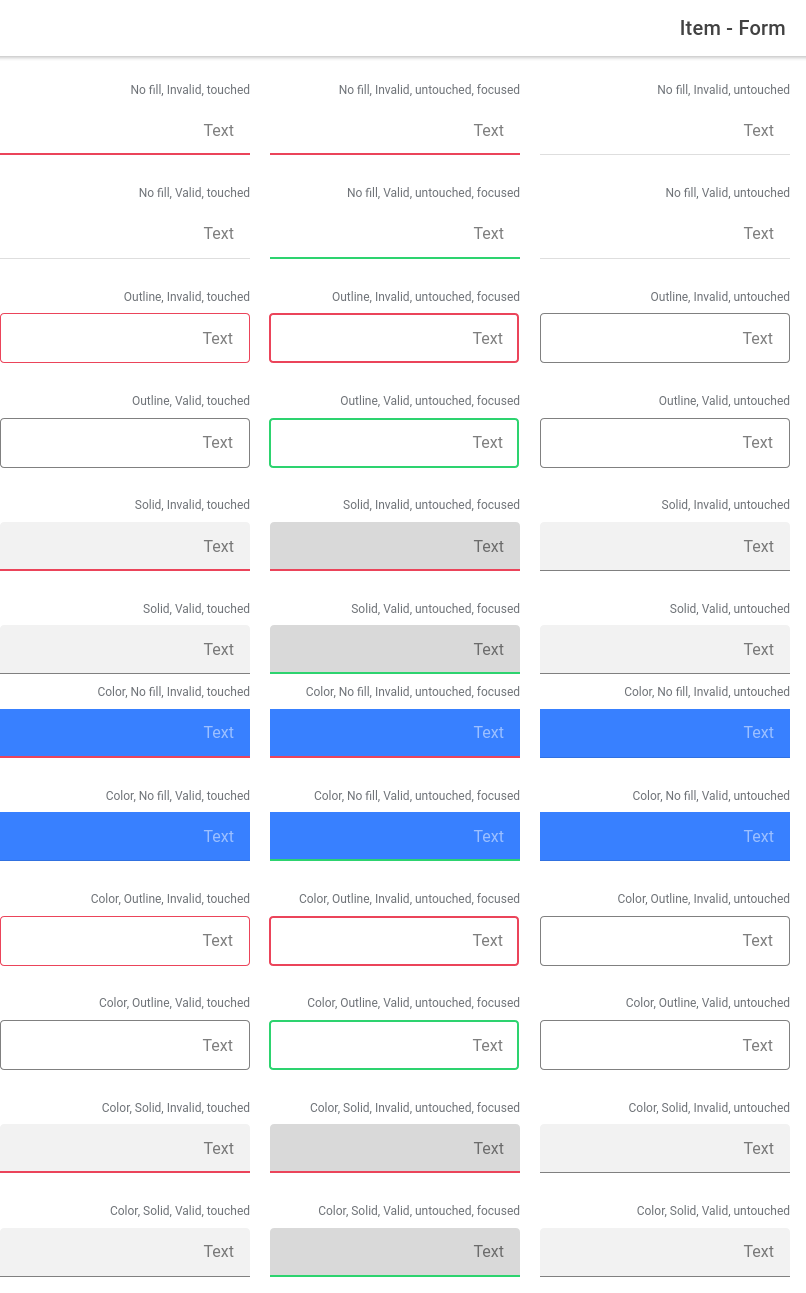 Item - Form
No fill, Invalid, touched
No fill, Invalid, untouched, focused
No fill, Invalid, untouched
Text
Text
Text
No fill, Valid, touched
No fill, Valid, untouched, focused
No fill, Valid, untouched
Text
Text
Text
Outline, Invalid, touched
Outline, Invalid, untouched, focused
Outline, Invalid, untouched
Text
Text
Text
Outline, Valid, touched
Outline, Valid, untouched, focused
Outline, Valid, untouched
Text
Text
Text
Solid, Invalid, touched
Solid, Invalid, untouched, focused
Solid, Invalid, untouched
Text
Text
Text
Solid, Valid, touched
Solid, Valid, untouched, focused
Solid, Valid, untouched
Text
Text
Text
Color, No fill, Invalid, touched
Color, No fill, Invalid, untouched, focused
Color, No fill, Invalid, untouched
Text
Text
Text
Color, No fill, Valid, touched
Color, No fill, Valid, untouched, focused
Color, No fill, Valid, untouched
Text
Text
Text
Color, Outline, Invalid, touched
Color, Outline, Invalid, untouched, focused
Color, Outline, Invalid, untouched
Text
Text
Text
Color, Outline, Valid, touched
Color, Outline, Valid, untouched, focused
Color, Outline, Valid, untouched
Text
Text
Text
Color, Solid, Invalid, touched
Color, Solid, Invalid, untouched, focused
Color, Solid, Invalid, untouched
Text
Text
Text
Color, Solid, Valid, touched
Color, Solid, Valid, untouched, focused
Color, Solid, Valid, untouched
Text
Text
Text